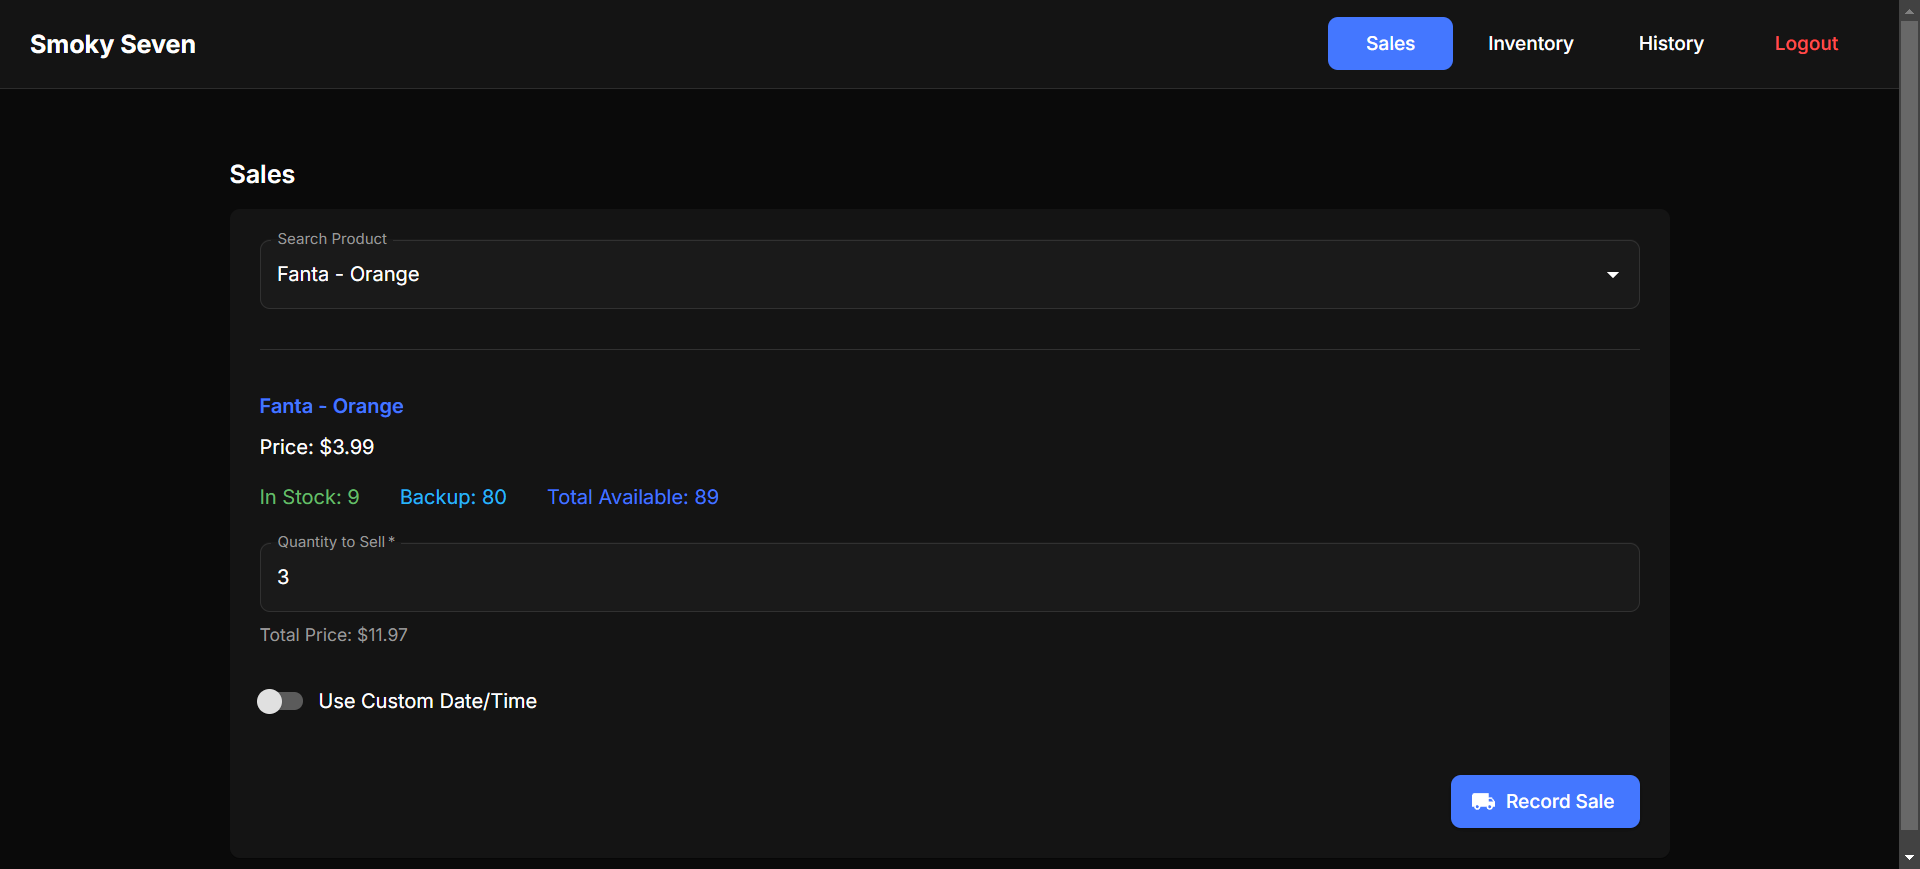 Smoky Seven
Sales Inventory History Logout
Sales
Search Product
Fanta - Orange
Fanta - Orange
Price: $3.99
In Stock: 9 Backup: 80 Total Available: 89
Quantity to Sell *
3
Total Price: $11.97
Use Custom Date/Time
Record Sale